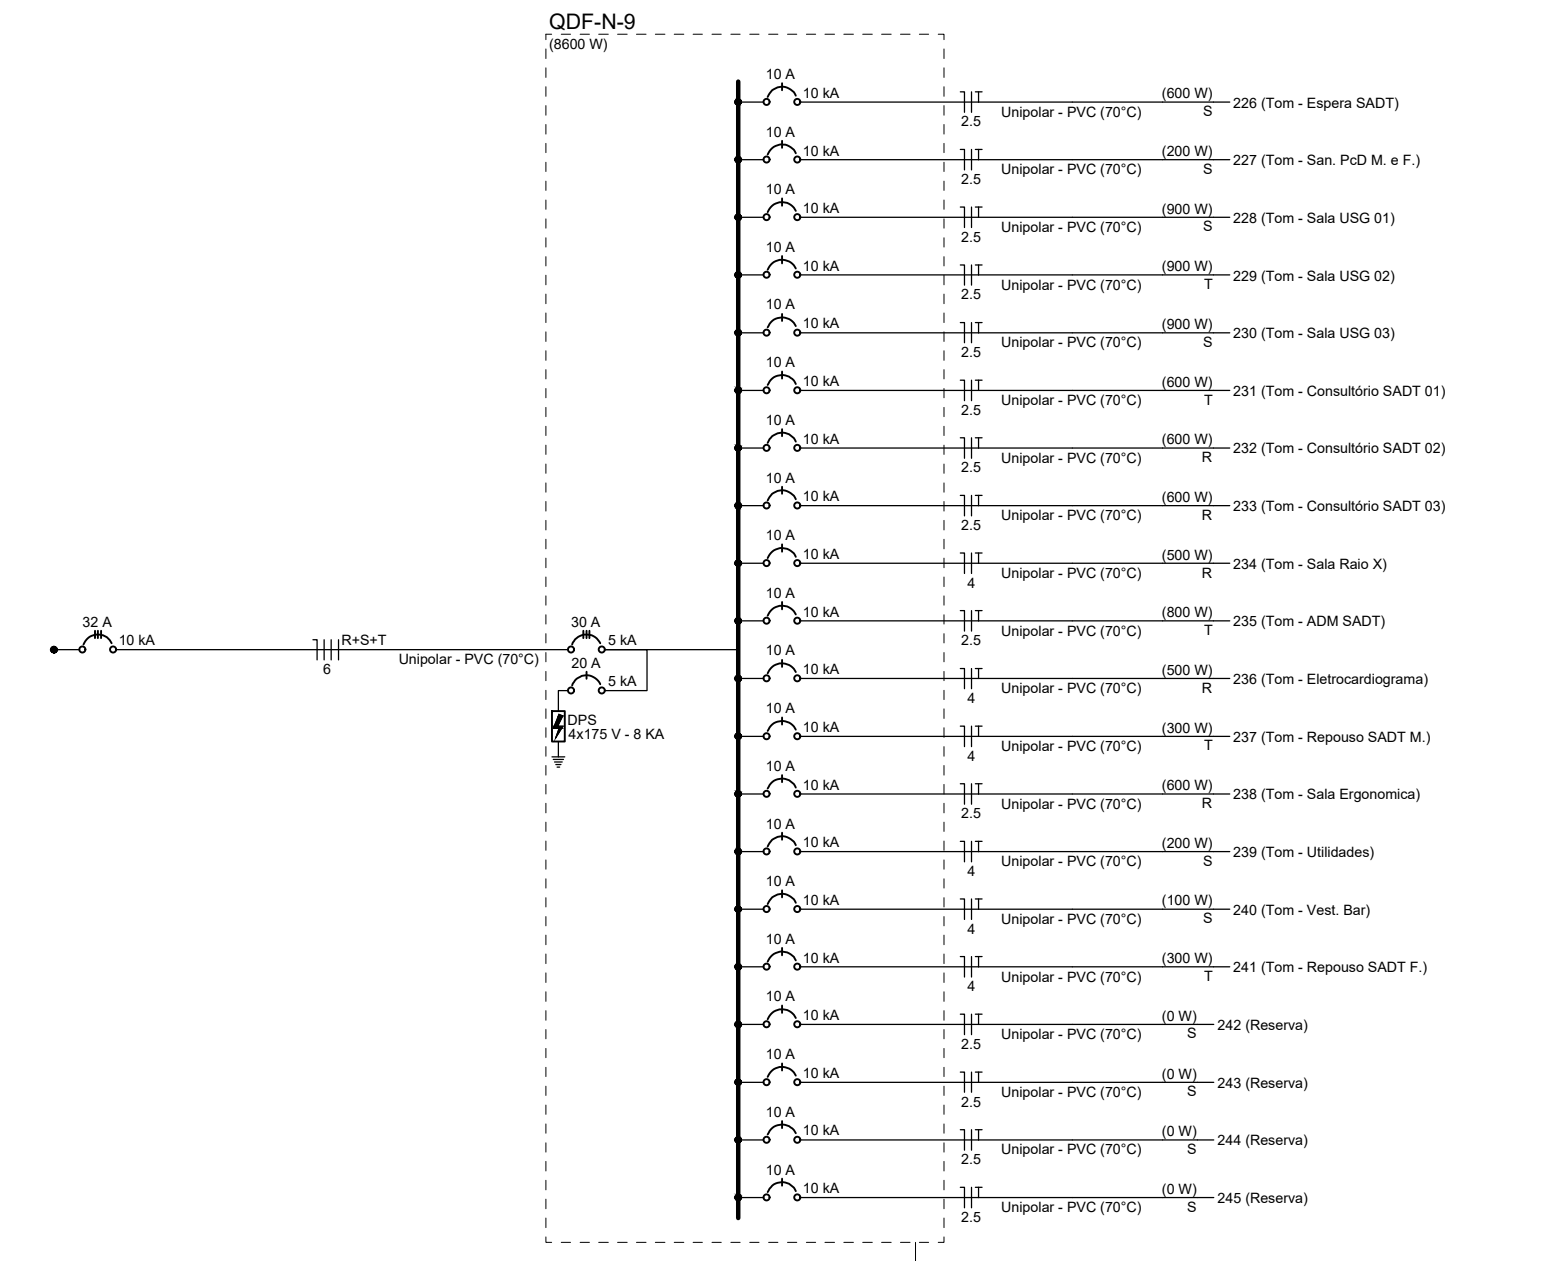 QDF-N-9
(8600 W)
10 A
10 kA
2.5
Unipolar - PVC (70°C)
(600 W)
S
226 (Tom - Espera SADT)
10 A
10 kA
2.5
Unipolar - PVC (70°C)
(200 W)
S
227 (Tom - San. PcD M. e F.)
10 A
10 kA
2.5
Unipolar - PVC (70°C)
(900 W)
S
228 (Tom - Sala USG 01)
10 A
10 kA
2.5
Unipolar - PVC (70°C)
(900 W)
T
229 (Tom - Sala USG 02)
10 A
10 kA
2.5
Unipolar - PVC (70°C)
(900 W)
S
230 (Tom - Sala USG 03)
10 A
10 kA
2.5
Unipolar - PVC (70°C)
(600 W)
T
231 (Tom - Consultório SADT 01)
10 A
10 kA
2.5
Unipolar - PVC (70°C)
(600 W)
R
232 (Tom - Consultório SADT 02)
10 A
10 kA
2.5
Unipolar - PVC (70°C)
(600 W)
R
233 (Tom - Consultório SADT 03)
10 A
10 kA
4
Unipolar - PVC (70°C)
(500 W)
R
234 (Tom - Sala Raio X)
10 A
10 kA
2.5
Unipolar - PVC (70°C)
(800 W)
T
235 (Tom - ADM SADT)
32 A
10 kA
R+S+T
6
Unipolar - PVC (70°C)
30 A
5 kA
20 A
5 kA
DPS
4x175 V - 8 KA
10 A
10 kA
4
Unipolar - PVC (70°C)
(500 W)
R
236 (Tom - Eletrocardiograma)
10 A
10 kA
4
Unipolar - PVC (70°C)
(300 W)
T
237 (Tom - Repouso SADT M.)
10 A
10 kA
2.5
Unipolar - PVC (70°C)
(600 W)
R
238 (Tom - Sala Ergonomica)
10 A
10 kA
4
Unipolar - PVC (70°C)
(200 W)
S
239 (Tom - Utilidades)
10 A
10 kA
4
Unipolar - PVC (70°C)
(100 W)
S
240 (Tom - Vest. Bar)
10 A
10 kA
4
Unipolar - PVC (70°C)
(300 W)
T
241 (Tom - Repouso SADT F.)
10 A
10 kA
2.5
Unipolar - PVC (70°C)
(0 W)
S
242 (Reserva)
10 A
10 kA
2.5
Unipolar - PVC (70°C)
(0 W)
S
243 (Reserva)
10 A
10 kA
2.5
Unipolar - PVC (70°C)
(0 W)
S
244 (Reserva)
10 A
10 kA
2.5
Unipolar - PVC (70°C)
(0 W)
S
245 (Reserva)